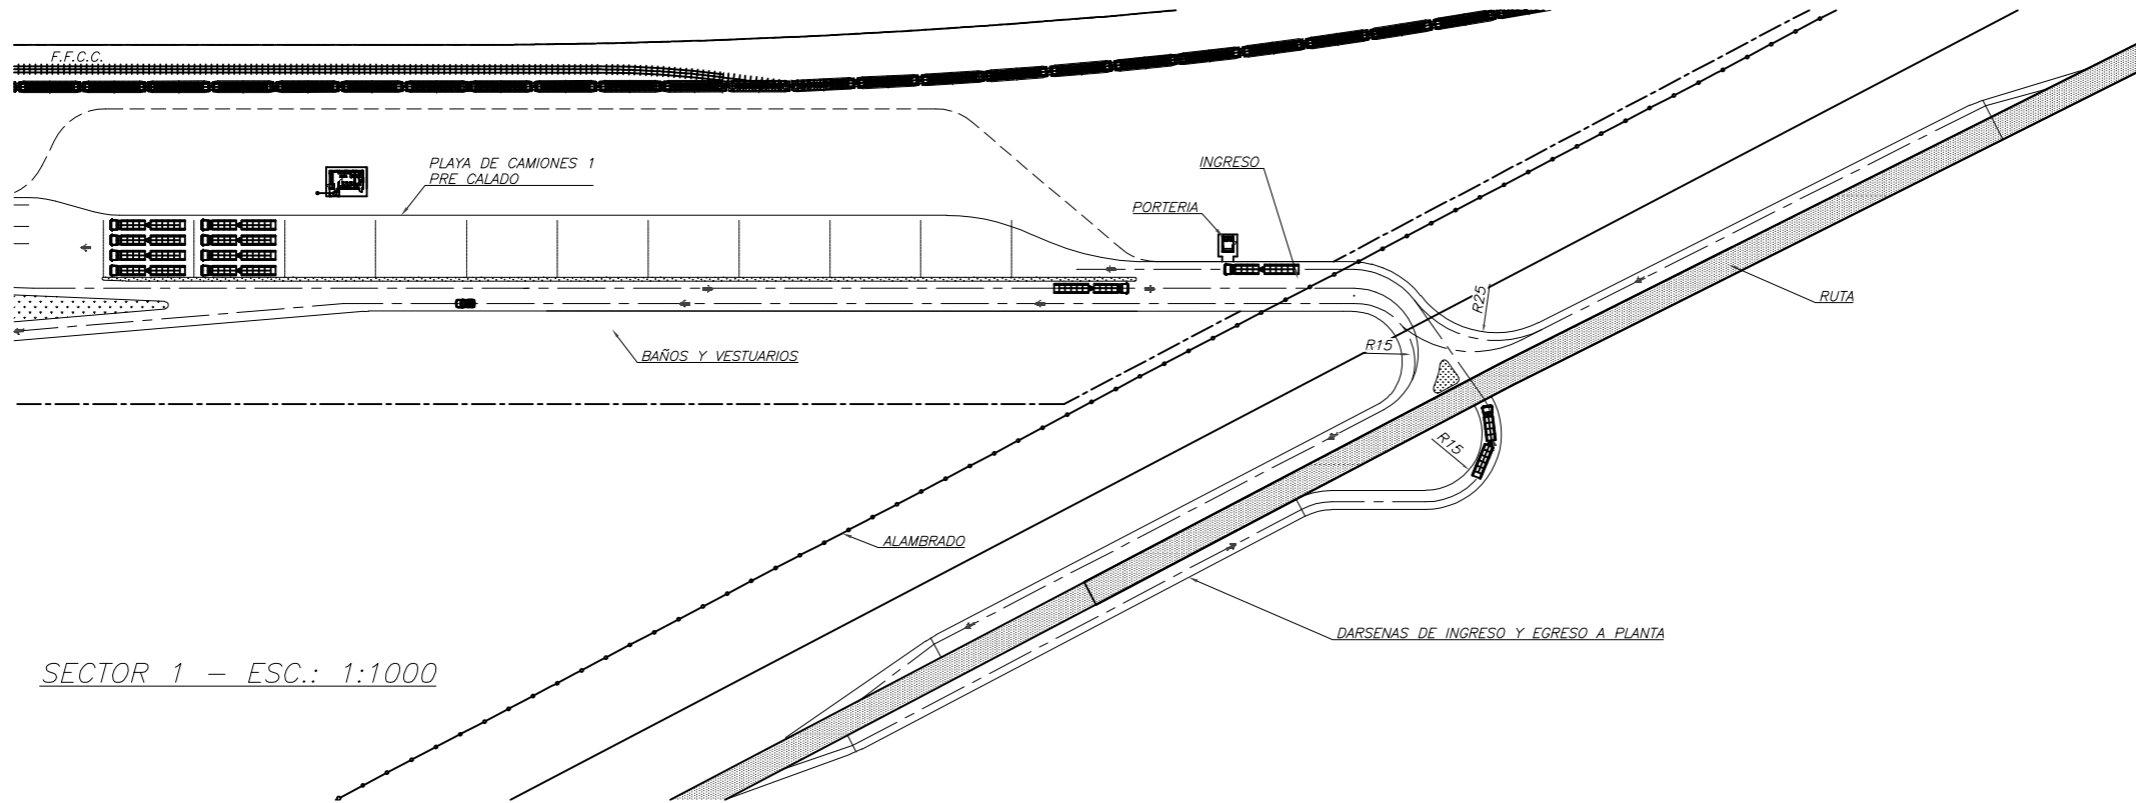 F.F.C.C.
PLAYA DE CAMIONES 1
PRE CALADO
INGRESO
PORTERIA
R25
RUTA
R15
BAÑOS Y VESTUARIOS
R15
ALAMBRADO
DARSENAS DE INGRESO Y EGRESO A PLANTA
SECTOR 1 – ESC.: 1:1000